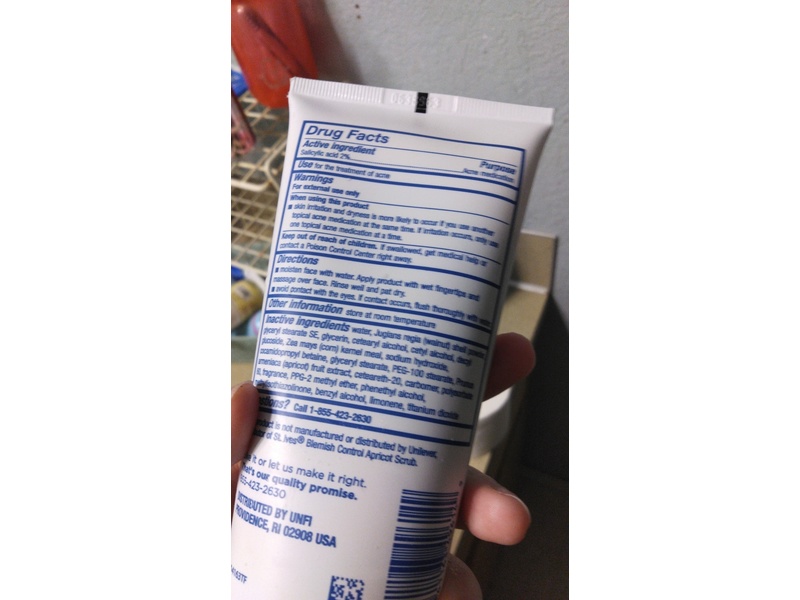 Drug Facts
Active ingredient Purpose
Salicylic acid 2% Acne medication
Use for the treatment of acne
Warnings
For external use only
When using this product
■ skin irritation and dryness is more likely to occur if you use another
topical acne medication at the same time. If irritation occurs, only use
one topical acne medication at a time.
Keep out of reach of children. If swallowed, get medical help or
contact a Poison Control Center right away.
Directions
■ moisten face with water. Apply product with wet fingertips and
massage over face. Rinse well and pat dry.
■ avoid contact with the eyes. If contact occurs, flush thoroughly with
Other information store at room temperature
Inactive ingredients water, Juglans regia (walnut) shell powder,
glyceryl stearate SE, glycerin, cetearyl alcohol, cetyl alcohol, decyl
glucoside, Zea mays (corn) kernel meal, sodium hydroxide,
cocamidopropyl betaine, glyceryl stearate, PEG-100 stearate, Prunus
armeniaca (apricot) fruit extract, ceteareth-20, carbomer, polysorbate
fragrance, PPG-2 methyl ether, phenethyl alcohol,
benzyl alcohol, limonene, titanium dioxide
tions? Call 1-855-423-2630
is not manufactured or distributed by Unilever,
of St. Ives® Blemish Control Apricot Scrub.
it or let us make it right.
hat's our quality promise.
855-423-2630
DISTRIBUTED BY UNFI
PROVIDENCE, RI 02908 USA